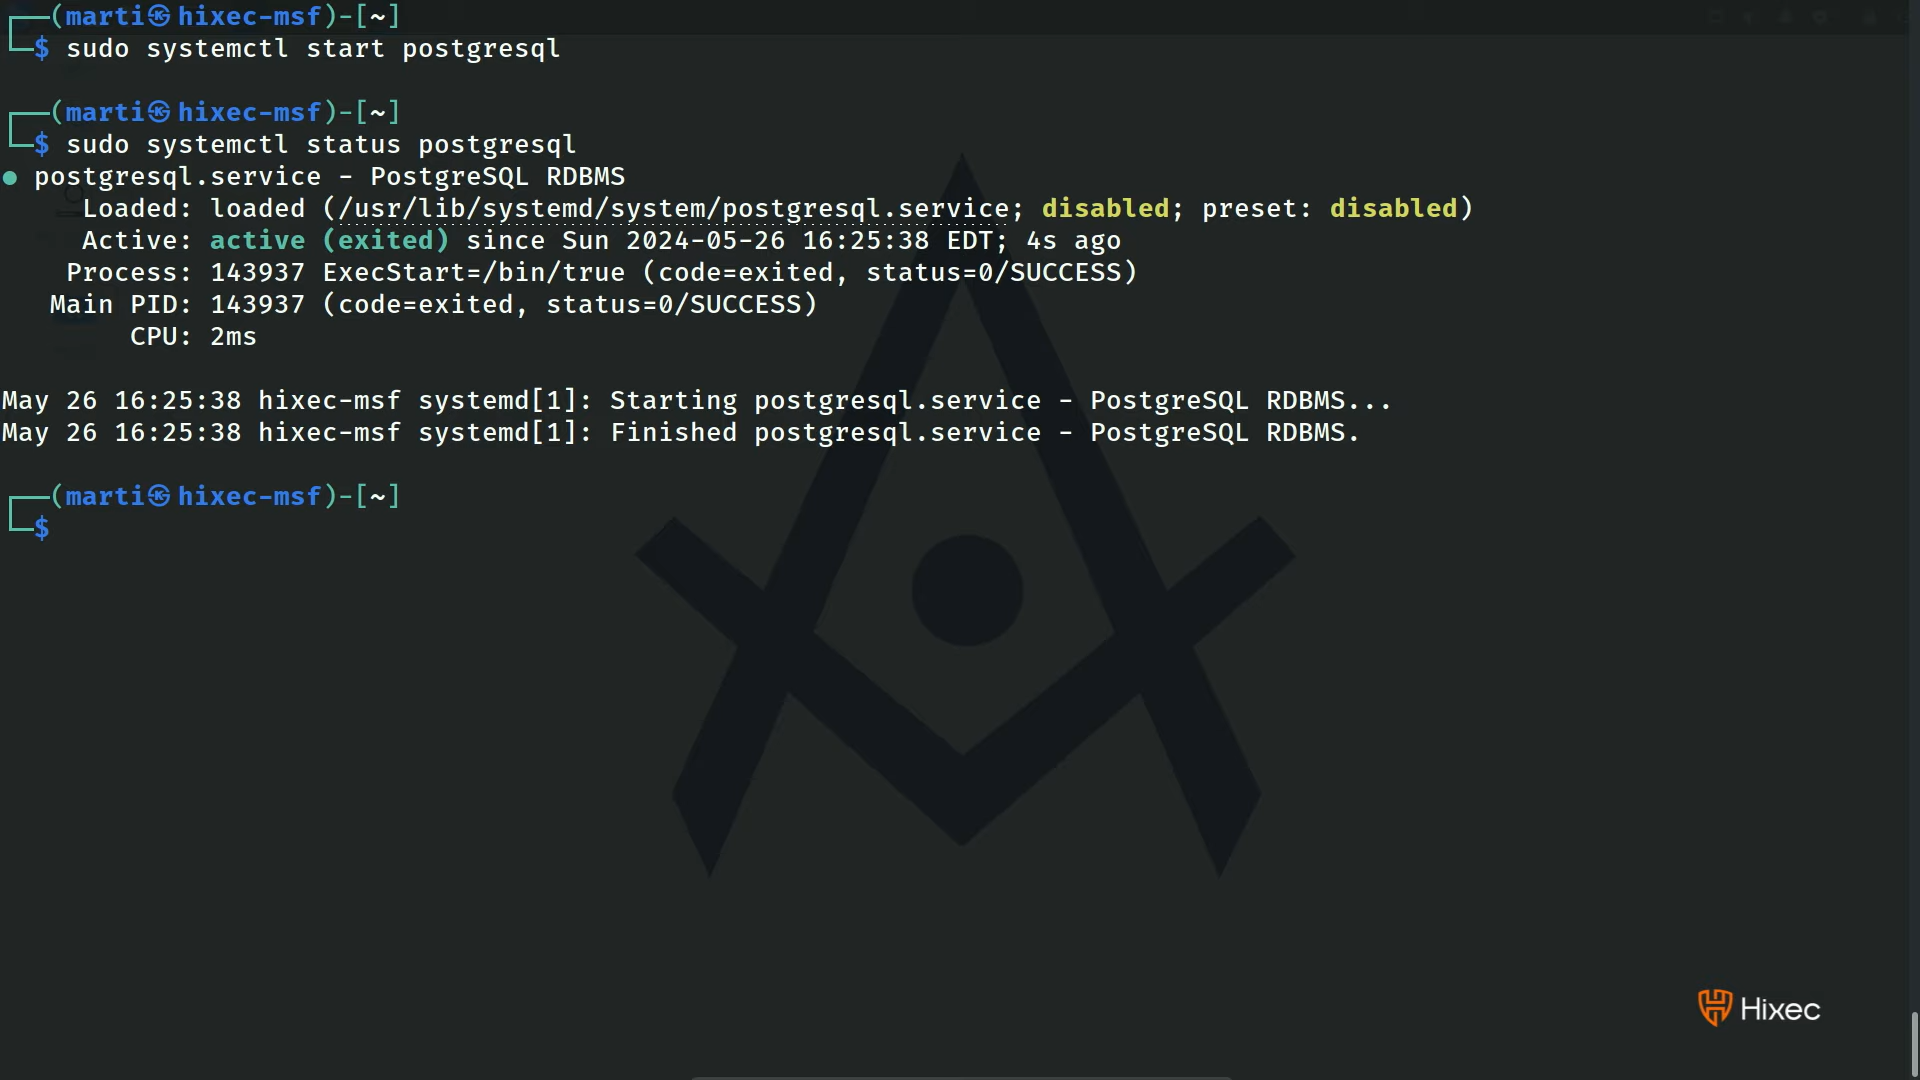 ┌──(marti㉿hixec-msf)-[~]
└─$ sudo systemctl start postgresql
┌──(marti㉿hixec-msf)-[~]
└─$ sudo systemctl status postgresql
● postgresql.service - PostgreSQL RDBMS
Loaded: loaded (/usr/lib/systemd/system/postgresql.service; disabled; preset: disabled)
Active: active (exited) since Sun 2024-05-26 16:25:38 EDT; 4s ago
Process: 143937 ExecStart=/bin/true (code=exited, status=0/SUCCESS)
Main PID: 143937 (code=exited, status=0/SUCCESS)
CPU: 2ms
May 26 16:25:38 hixec-msf systemd[1]: Starting postgresql.service - PostgreSQL RDBMS...
May 26 16:25:38 hixec-msf systemd[1]: Finished postgresql.service - PostgreSQL RDBMS.
┌──(marti㉿hixec-msf)-[~]
└─$
Hixec